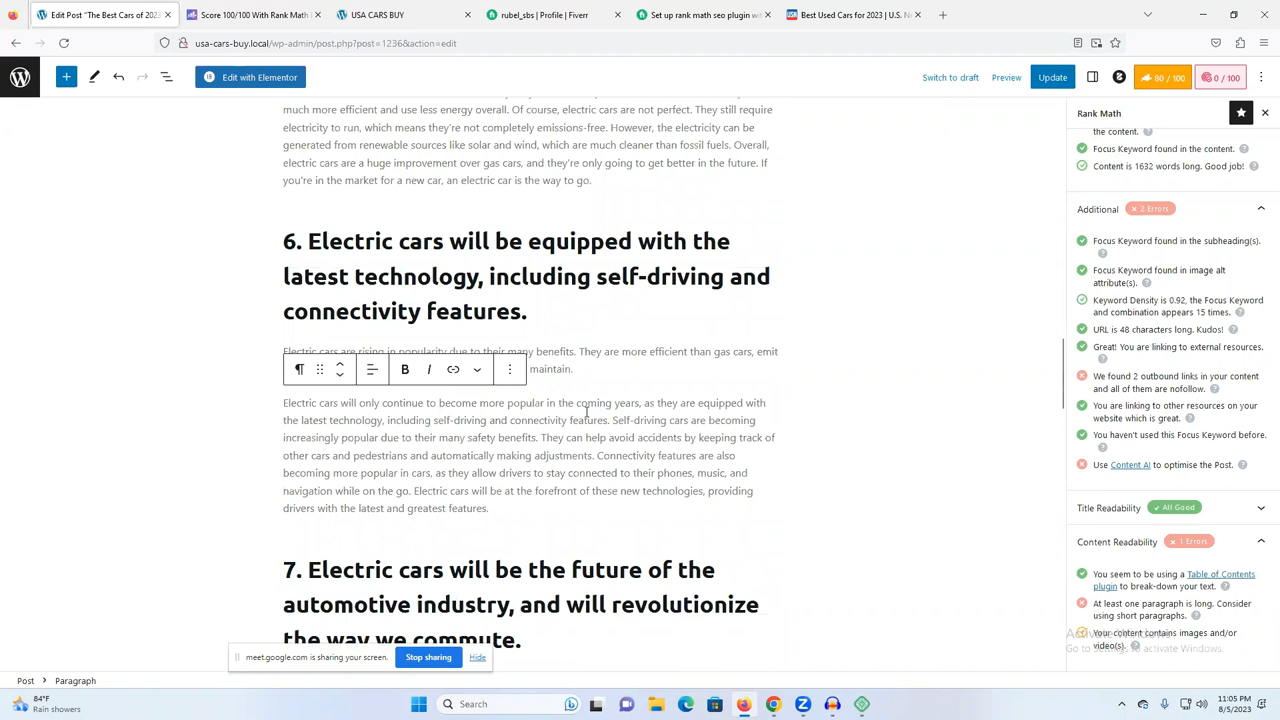 Edit Post “The Best Cars of 2023
Score 100/100 With Rank Math
USA CARS BUY
rubel_sbs | Profile | Fiverr
Set up rank math seo plugin wit
Best Used Cars for 2023 | U.S. Ne
usa-cars-buy.local/wp-admin/post.php?post=1236&action=edit
Edit with Elementor
Switch to draft
Preview
Update
80 / 100
0 / 100
much more efficient and use less energy overall. Of course, electric cars are not perfect. They still require
electricity to run, which means they’re not completely emissions-free. However, the electricity can be
generated from renewable sources like solar and wind, which are much cleaner than fossil fuels. Overall,
electric cars are a huge improvement over gas cars, and they’re only going to get better in the future. If
you’re in the market for a new car, an electric car is the way to go.
6. Electric cars will be equipped with the
latest technology, including self-driving and
connectivity features.
Electric cars are rising in popularity due to their many benefits. They are more efficient than gas cars, emit
maintain.
B I
Electric cars will only continue to become more popular in the coming years, as they are equipped with
the latest technology, including self-driving and connectivity features. Self-driving cars are becoming
increasingly popular due to their many safety benefits. They can help avoid accidents by keeping track of
other cars and pedestrians and automatically making adjustments. Connectivity features are also
becoming more popular in cars, as they allow drivers to stay connected to their phones, music, and
navigation while on the go. Electric cars will be at the forefront of these new technologies, providing
drivers with the latest and greatest features.
7. Electric cars will be the future of the
automotive industry, and will revolutionize
the way we commute.
meet.google.com is sharing your screen.
Stop sharing
Hide
Rank Math
the content.
Focus Keyword found in the content.
Content is 1632 words long. Good job!
Additional
2 Errors
Focus Keyword found in the subheading(s).
Focus Keyword found in image alt
attribute(s).
Keyword Density is 0.92, the Focus Keyword
and combination appears 15 times.
URL is 48 characters long. Kudos!
Great! You are linking to external resources.
We found 2 outbound links in your content
and all of them are nofollow.
You are linking to other resources on your
website which is great.
You haven't used this Focus Keyword before.
Use Content AI to optimise the Post.
Title Readability
All Good
Content Readability
1 Errors
You seem to be using a Table of Contents
plugin to break-down your text.
At least one paragraph is long. Consider
using short paragraphs.
Your content contains images and/or
video(s).
Activate Windows
Go to Settings to activate Windows.
Post
Paragraph
84°F
Rain showers
Search
11:05 PM
8/5/2023